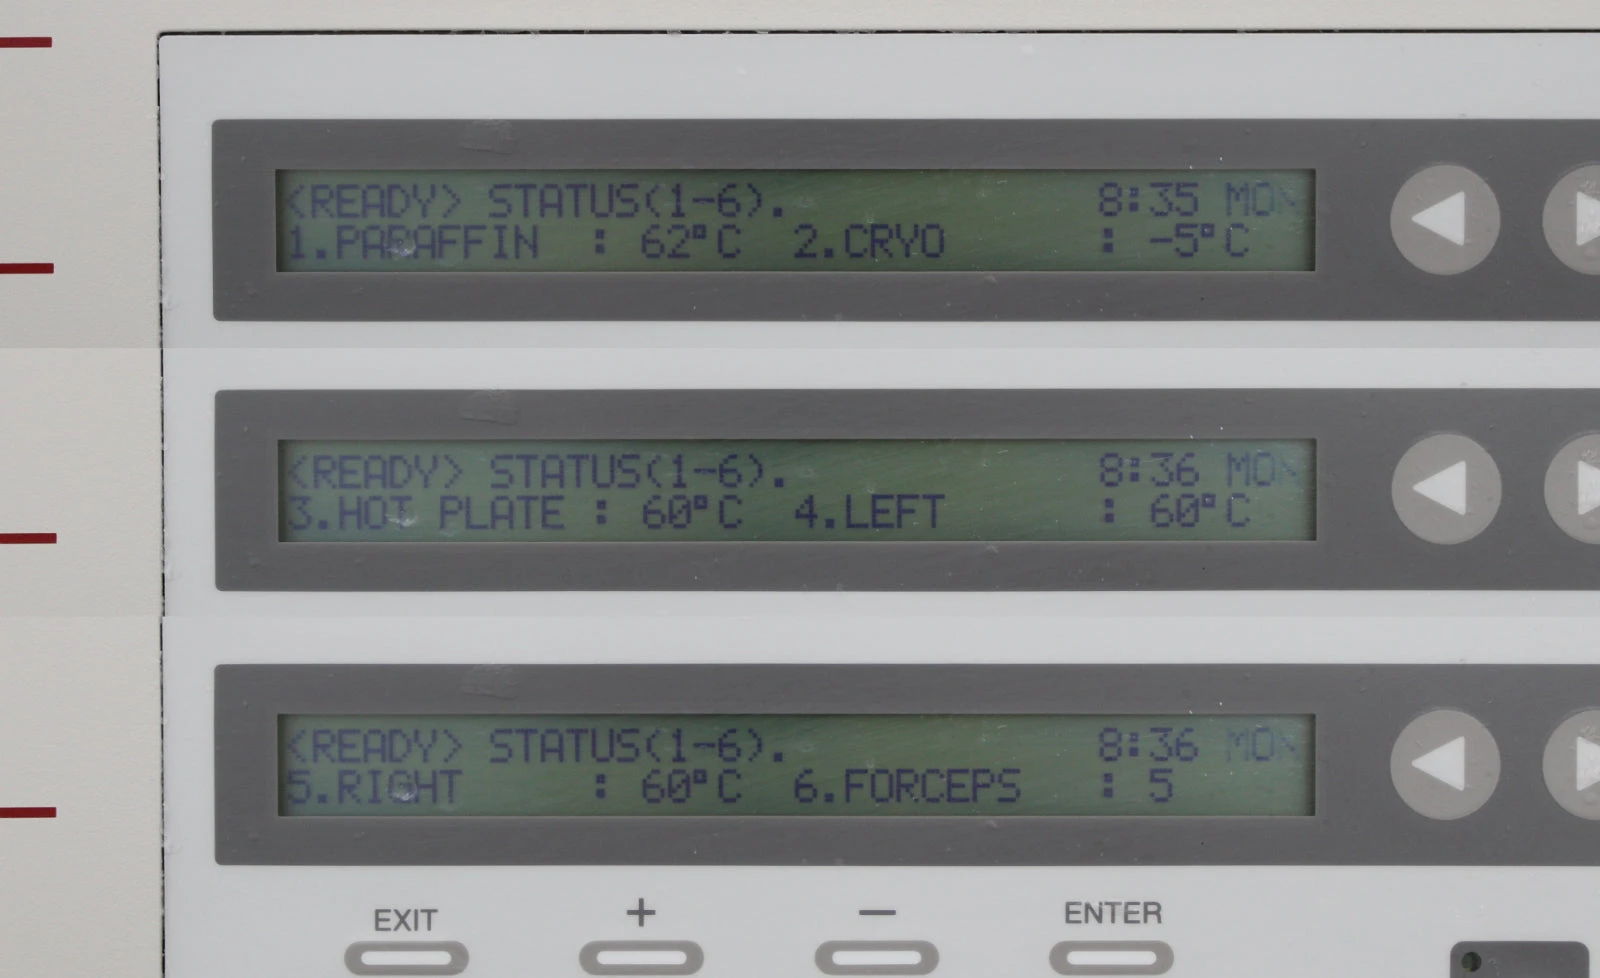 <READY> STATUS(1-6). 8:35 MON
1.PARAFFIN : 62°C 2.CRYO : -5°C
<READY> STATUS(1-6). 8:36 MON
3.HOT PLATE : 60°C 4.LEFT : 60°C
<READY> STATUS(1-6). 8:36 MON
5.RIGHT : 60°C 6.FORCEPS : 5
EXIT + − ENTER